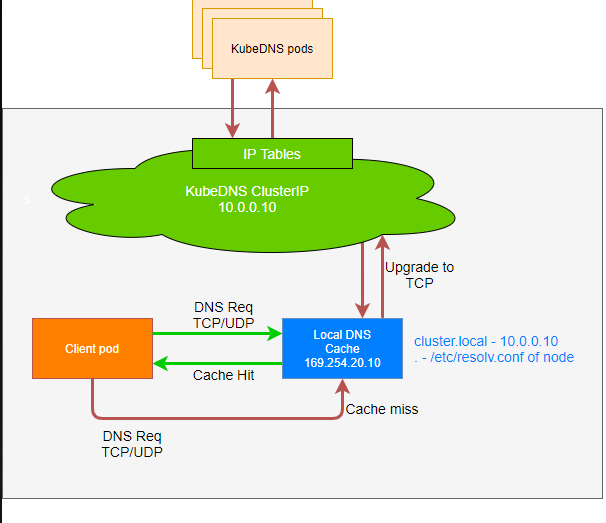 KubeDNS pods
IP Tables
KubeDNS ClusterIP
10.0.0.10
s
Upgrade to
TCP
DNS Req
TCP/UDP
Client pod
Local DNS
Cache
169.254.20.10
cluster.local - 10.0.0.10
. - /etc/resolv.conf of node
Cache Hit
Cache miss
DNS Req
TCP/UDP